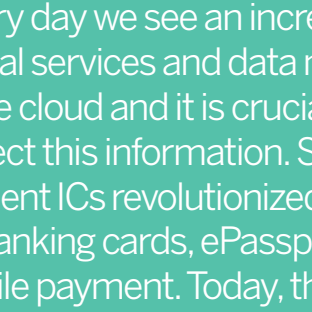 ry day we see an incre
al services and data r
e cloud and it is crucia
ect this information. S
ent ICs revolutionized
anking cards, ePassp
ile payment. Today, th